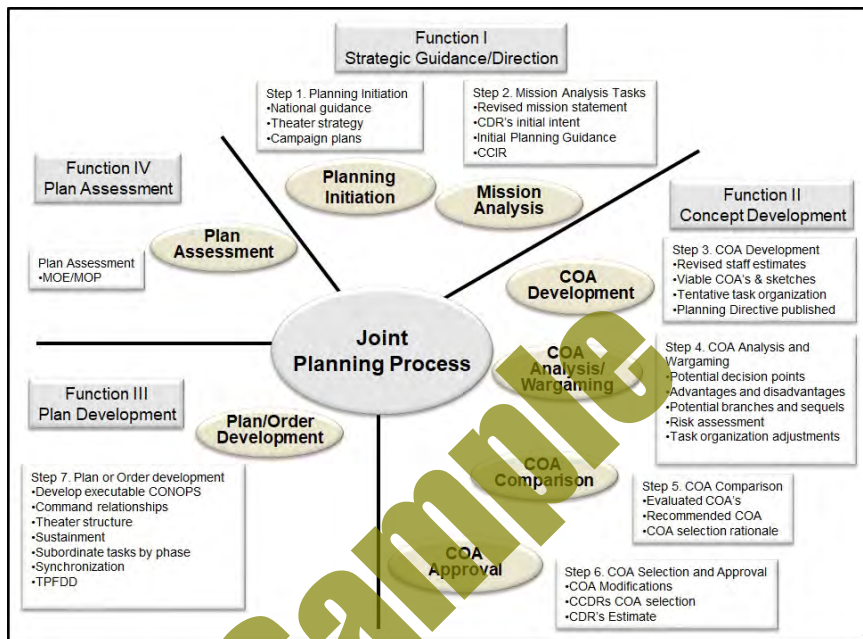 Function I
Strategic Guidance/Direction
Step 1. Planning Initiation
•National guidance
•Theater strategy
•Campaign plans
Step 2. Mission Analysis Tasks
•Revised mission statement
•CDR's initial intent
•Initial Planning Guidance
•CCIR
Planning
Initiation
Mission
Analysis
Function IV
Plan Assessment
Plan Assessment
•MOE/MOP
Plan
Assessment
Function II
Concept Development
COA
Development
Step 3. COA Development
•Revised staff estimates
•Viable COA's & sketches
•Tentative task organization
•Planning Directive published
Joint
Planning Process
COA
Analysis/
Wargaming
Step 4. COA Analysis and
Wargaming
•Potential decision points
•Advantages and disadvantages
•Potential branches and sequels
•Risk assessment
•Task organization adjustments
Function III
Plan Development
Plan/Order
Development
Step 7. Plan or Order development
•Develop executable CONOPS
•Command relationships
•Theater structure
•Sustainment
•Subordinate tasks by phase
•Synchronization
•TPFDD
COA
Comparison
Step 5. COA Comparison
•Evaluated COA's
•Recommended COA
•COA selection rationale
COA
Approval
Step 6. COA Selection and Approval
•COA Modifications
•CCDRs COA selection
•CDR's Estimate
Sample